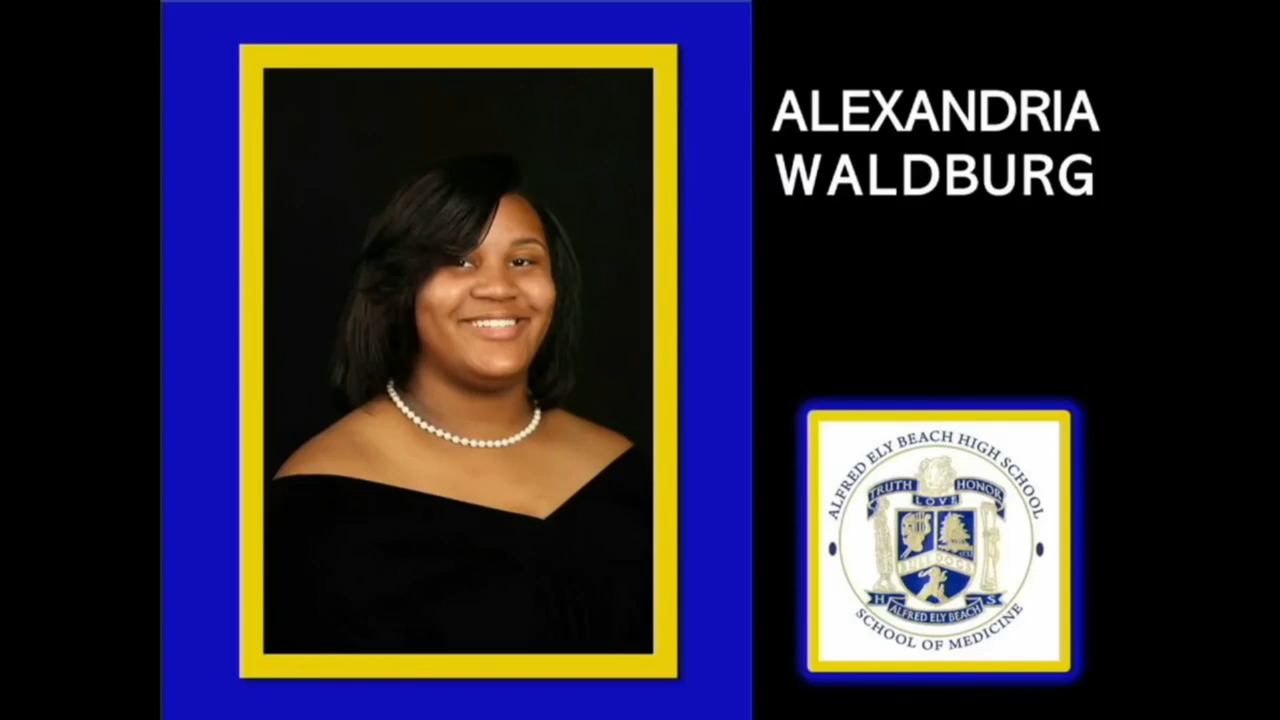 ALEXANDRIA
WALDBURG
ALFRED ELY BEACH HIGH SCHOOL
TRUTH HONOR
LOVE
BULLDOGS
H S
ALFRED ELY BEACH
SCHOOL OF MEDICINE